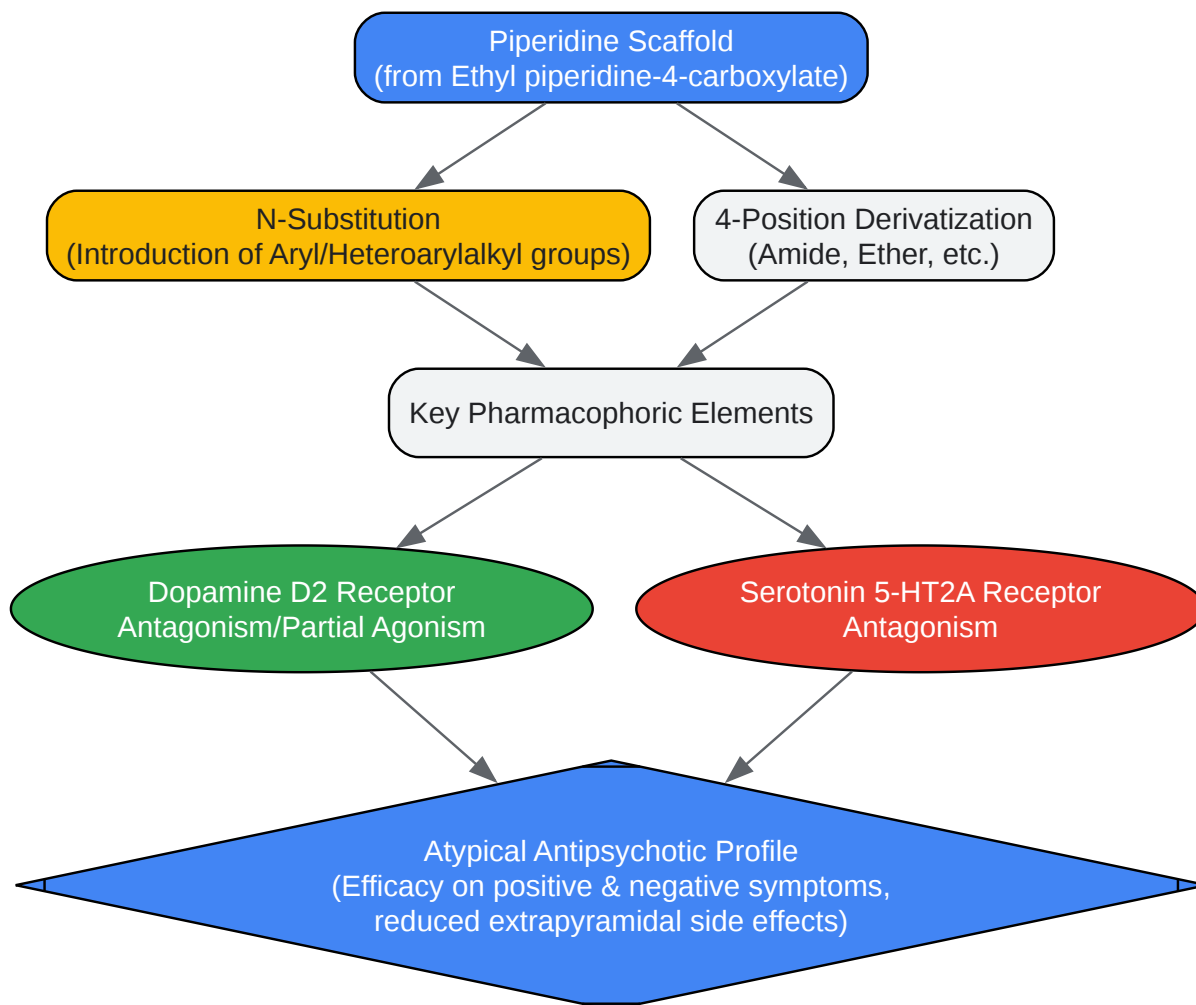 Piperidine Scaffold
(from Ethyl piperidine-4-carboxylate)
N-Substitution
(Introduction of Aryl/Heteroarylalkyl groups)
4-Position Derivatization
(Amide, Ether, etc.)
Key Pharmacophoric Elements
Dopamine D2 Receptor
Antagonism/Partial Agonism
Serotonin 5-HT2A Receptor
Antagonism
Atypical Antipsychotic Profile
(Efficacy on positive & negative symptoms,
reduced extrapyramidal side effects)